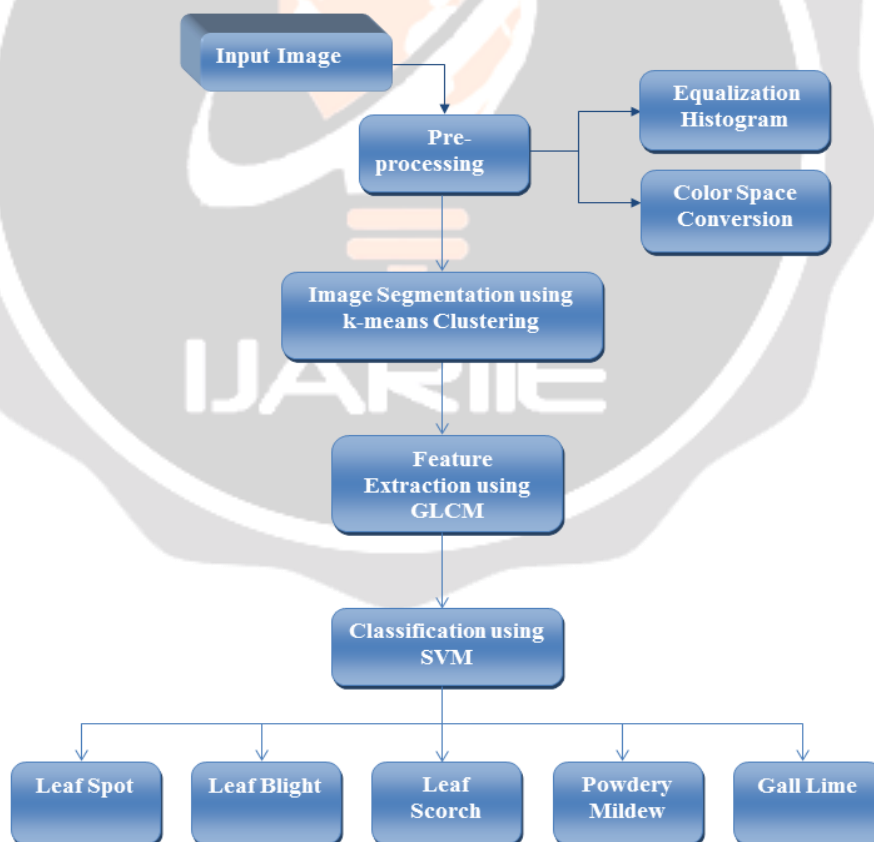 Input Image
Equalization
Histogram
Pre-
processing
Color Space
Conversion
Image Segmentation using
k-means Clustering
IJARIIE
Feature
Extraction using
GLCM
Classification using
SVM
Leaf Spot
Leaf Blight
Leaf
Scorch
Powdery
Mildew
Gall Lime